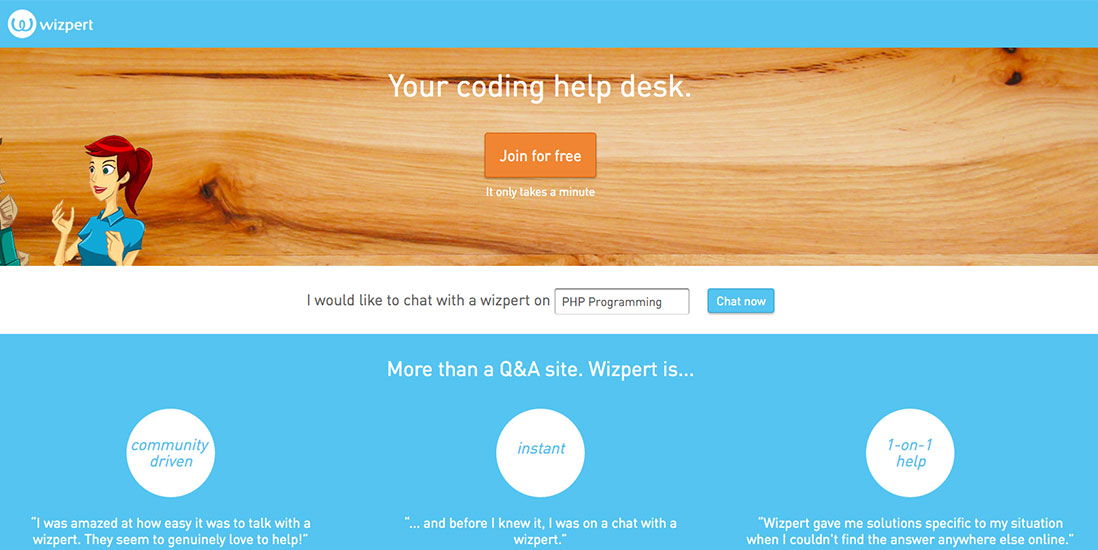 wizpert
Your coding help desk.
Join for free
It only takes a minute
I would like to chat with a wizpert on PHP Programming Chat now
More than a Q&A site. Wizpert is...
community
driven
instant
1-on-1
help
“I was amazed at how easy it was to talk with a
wizpert. They seem to genuinely love to help!”
“... and before I knew it, I was on a chat with a
wizpert.”
“Wizpert gave me solutions specific to my situation
when I couldn't find the answer anywhere else online.”